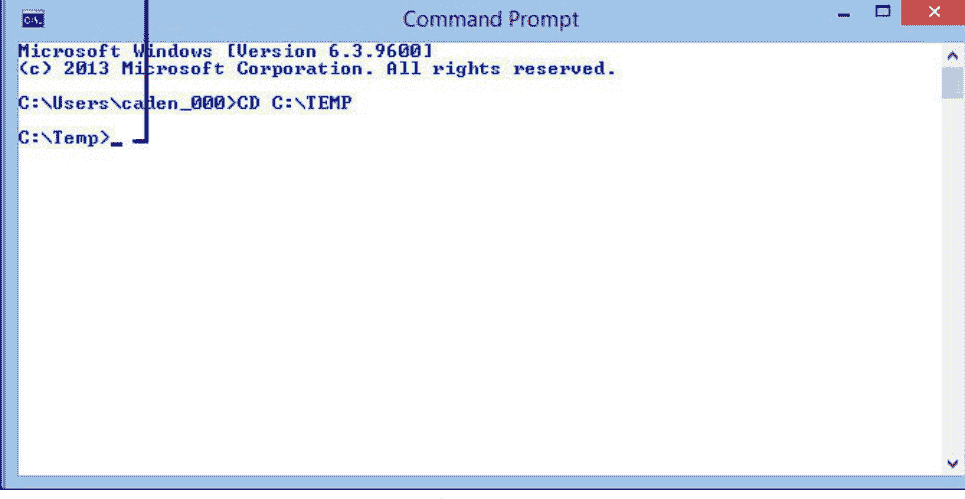 C:\.
Command Prompt
Microsoft Windows [Version 6.3.9600]
(c) 2013 Microsoft Corporation. All rights reserved.
C:\Users\caden_000>CD C:\TEMP
C:\Temp>_